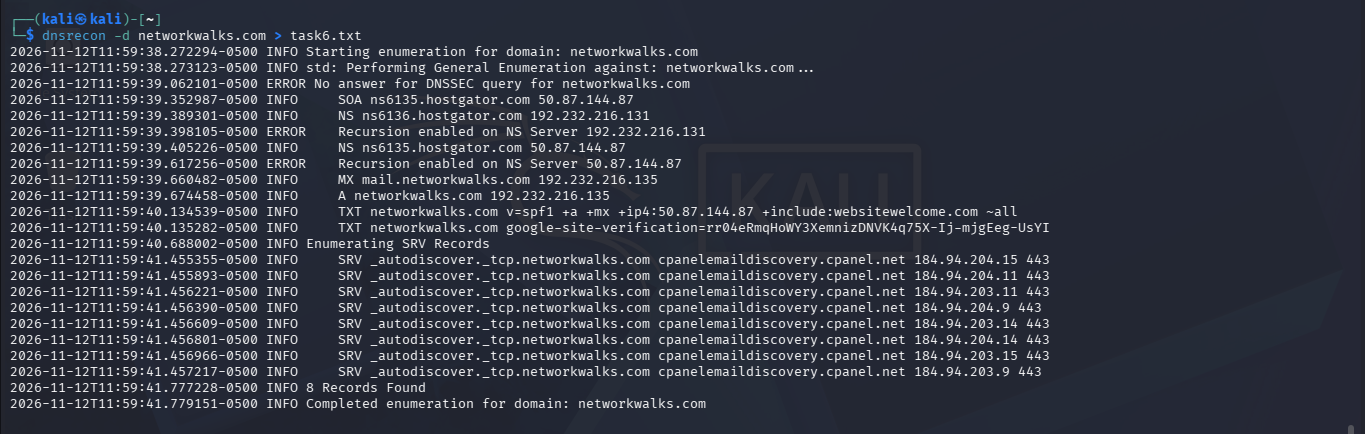 ┌──(kali㉿kali)-[~]
└─$ dnsrecon -d networkwalks.com > task6.txt
2026-11-12T11:59:38.272294-0500 INFO Starting enumeration for domain: networkwalks.com
2026-11-12T11:59:38.273123-0500 INFO std: Performing General Enumeration against: networkwalks.com...
2026-11-12T11:59:39.062101-0500 ERROR No answer for DNSSEC query for networkwalks.com
2026-11-12T11:59:39.352987-0500 INFO     SOA ns6135.hostgator.com 50.87.144.87
2026-11-12T11:59:39.389301-0500 INFO     NS ns6136.hostgator.com 192.232.216.131
2026-11-12T11:59:39.398105-0500 ERROR    Recursion enabled on NS Server 192.232.216.131
2026-11-12T11:59:39.405226-0500 INFO     NS ns6135.hostgator.com 50.87.144.87
2026-11-12T11:59:39.617256-0500 ERROR    Recursion enabled on NS Server 50.87.144.87
2026-11-12T11:59:39.660482-0500 INFO     MX mail.networkwalks.com 192.232.216.135
2026-11-12T11:59:39.674458-0500 INFO     A networkwalks.com 192.232.216.135
2026-11-12T11:59:40.134539-0500 INFO     TXT networkwalks.com v=spf1 +a +mx +ip4:50.87.144.87 +include:websitewelcome.com ~all
2026-11-12T11:59:40.135282-0500 INFO     TXT networkwalks.com google-site-verification=rr04eRmqHoWY3XemnizDNVK4q75X-Ij-mjgEeg-UsYI
2026-11-12T11:59:40.688002-0500 INFO Enumerating SRV Records
2026-11-12T11:59:41.455355-0500 INFO     SRV _autodiscover._tcp.networkwalks.com cpanelemaildiscovery.cpanel.net 184.94.204.15 443
2026-11-12T11:59:41.455893-0500 INFO     SRV _autodiscover._tcp.networkwalks.com cpanelemaildiscovery.cpanel.net 184.94.204.11 443
2026-11-12T11:59:41.456221-0500 INFO     SRV _autodiscover._tcp.networkwalks.com cpanelemaildiscovery.cpanel.net 184.94.203.11 443
2026-11-12T11:59:41.456390-0500 INFO     SRV _autodiscover._tcp.networkwalks.com cpanelemaildiscovery.cpanel.net 184.94.204.9 443
2026-11-12T11:59:41.456609-0500 INFO     SRV _autodiscover._tcp.networkwalks.com cpanelemaildiscovery.cpanel.net 184.94.203.14 443
2026-11-12T11:59:41.456801-0500 INFO     SRV _autodiscover._tcp.networkwalks.com cpanelemaildiscovery.cpanel.net 184.94.204.14 443
2026-11-12T11:59:41.456966-0500 INFO     SRV _autodiscover._tcp.networkwalks.com cpanelemaildiscovery.cpanel.net 184.94.203.15 443
2026-11-12T11:59:41.457217-0500 INFO     SRV _autodiscover._tcp.networkwalks.com cpanelemaildiscovery.cpanel.net 184.94.203.9 443
2026-11-12T11:59:41.777228-0500 INFO 8 Records Found
2026-11-12T11:59:41.779151-0500 INFO Completed enumeration for domain: networkwalks.com
KALI